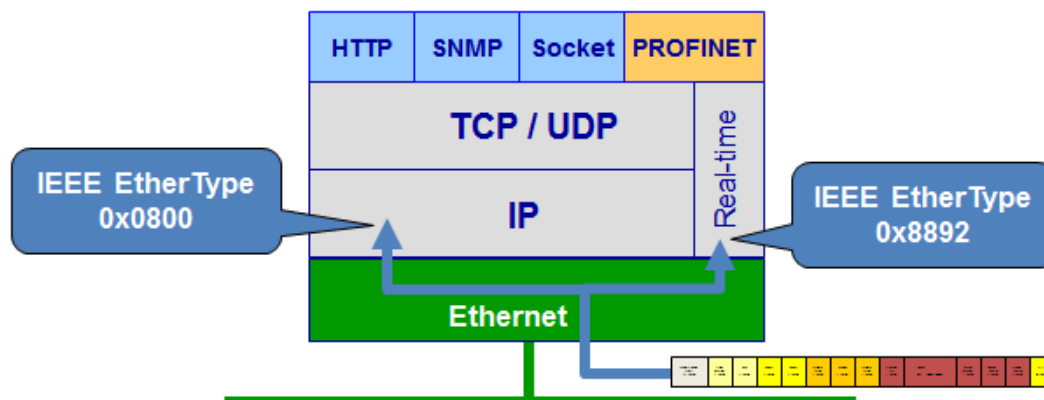 HTTP SNMP Socket PROFINET
TCP / UDP
Real-time
IEEE EtherType
0x0800
IP
IEEE EtherType
0x8892
Ethernet